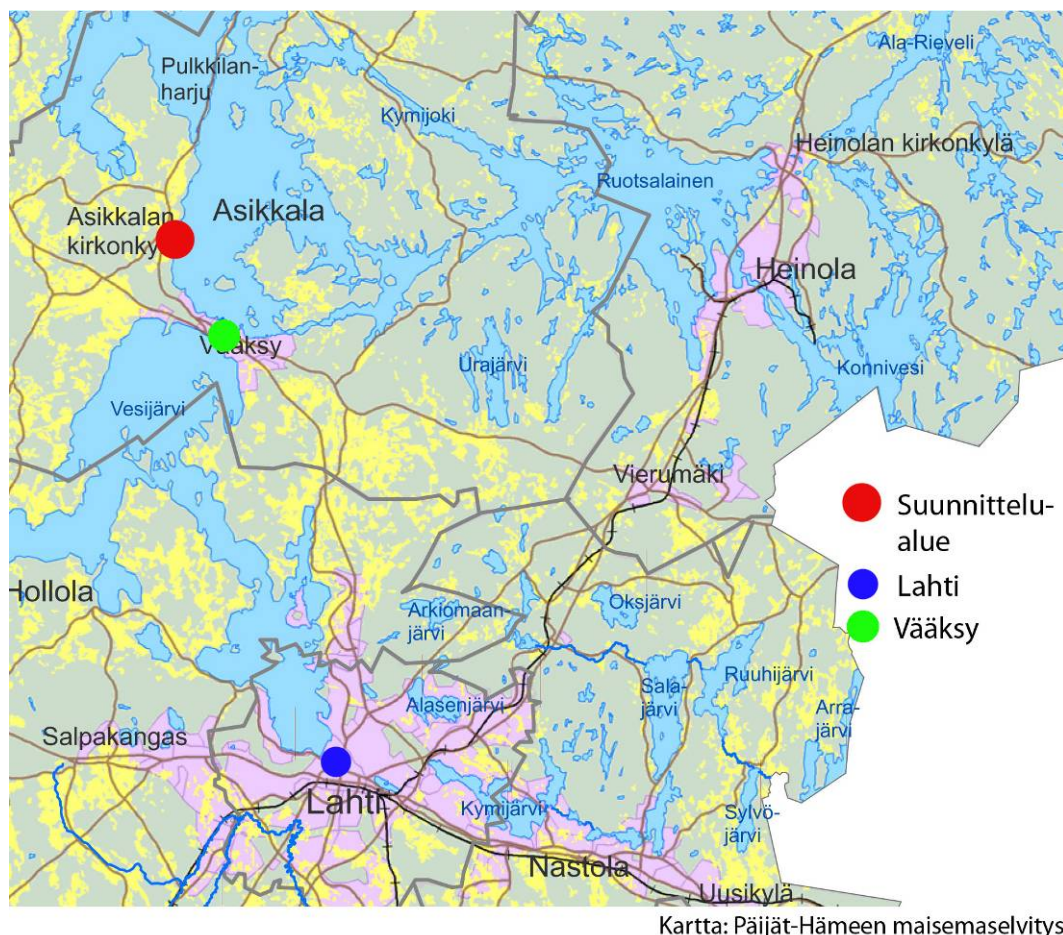 Pulkkilan-
harju
Ala-Rieveli
Kymijoki
Heinolan kirkonkylä
Ruotsalainen
Asikkalan
kirkonky
Asikkala
Heinola
Vääksy
Urajärvi
Konnivesi
Vesijärvi
Vierumäki
Suunnittelu-
alue
Lahti
Vääksy
Hollola
Arkiomaan-
järvi
Oksjärvi
Ruuhijärvi
Sala-
järvi
Arra-
järvi
Alasenjärvi
Salpakangas
Lahti
Kymijärvi
Sylvö-
järvi
Nastola
Uusikylä
Kartta: Päijät-Hämeen maisemaselvitys